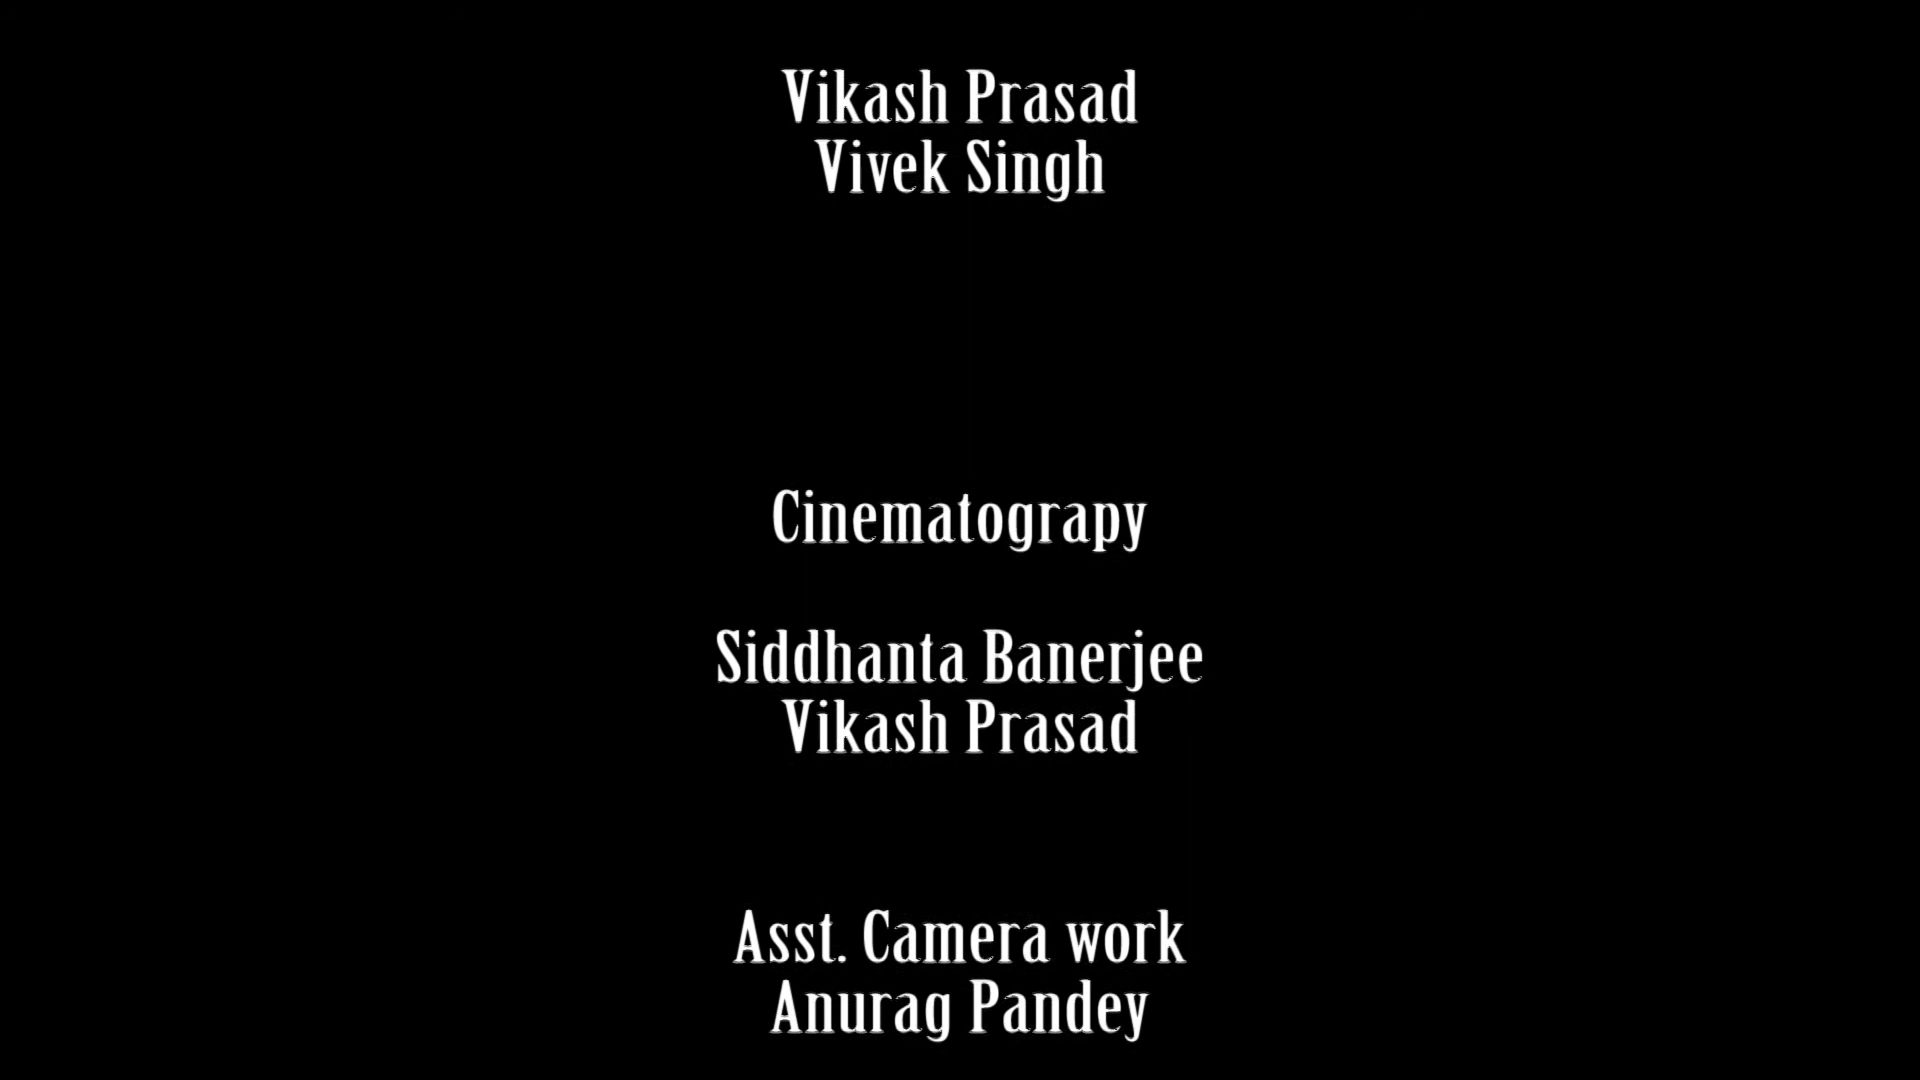 Vikash Prasad
Vivek Singh
Cinematograpy
Siddhanta Banerjee
Vikash Prasad
Asst. Camera work
Anurag Pandey